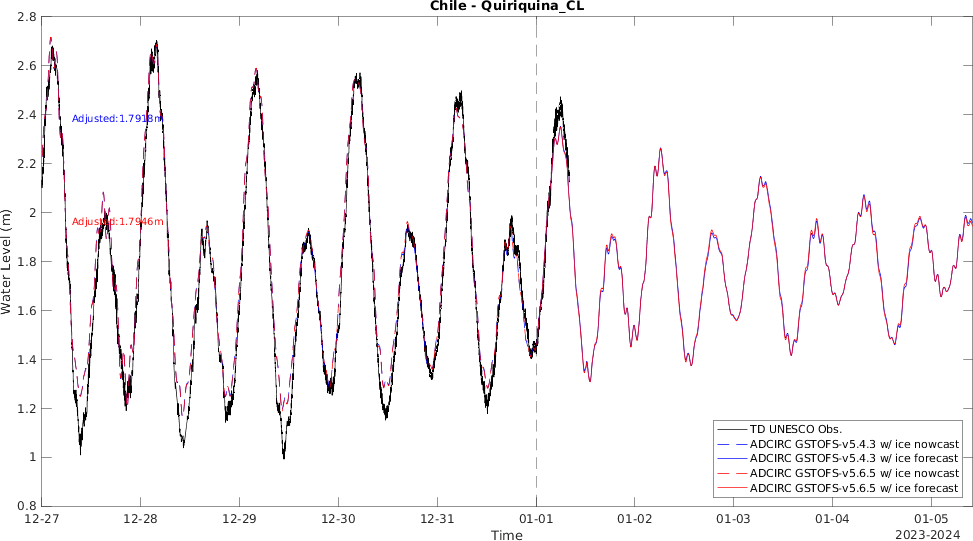 Chile - Quiriquina_CL
Water Level (m)
2.8
2.6
2.4
2.2
2
1.8
1.6
1.4
1.2
1
0.8
Adjusted:1.7918m
Adjusted:1.7946m
TD UNESCO Obs.
ADCIRC GSTOFS-v5.4.3 w/ ice nowcast
ADCIRC GSTOFS-v5.4.3 w/ ice forecast
ADCIRC GSTOFS-v5.6.5 w/ ice nowcast
ADCIRC GSTOFS-v5.6.5 w/ ice forecast
12-27 12-28 12-29 12-30 12-31 01-01 01-02 01-03 01-04 01-05
Time
2023-2024